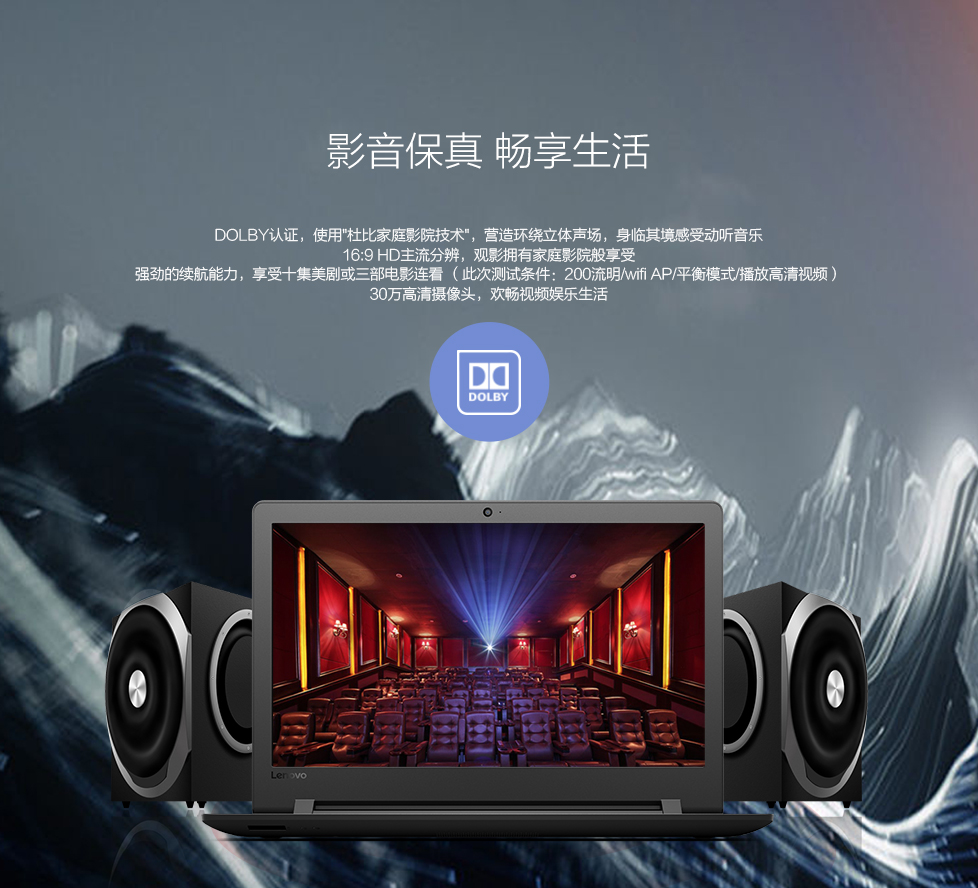 影音保真 畅享生活
DOLBY认证，使用"杜比家庭影院技术"，营造环绕立体声场，身临其境感受动听音乐
16:9 HD主流分辨，观影拥有家庭影院般享受
强劲的续航能力，享受十集美剧或三部电影连看（此次测试条件：200流明/wifi AP/平衡模式/播放高清视频）
30万高清摄像头，欢畅视频娱乐生活
DOLBY
Lenovo